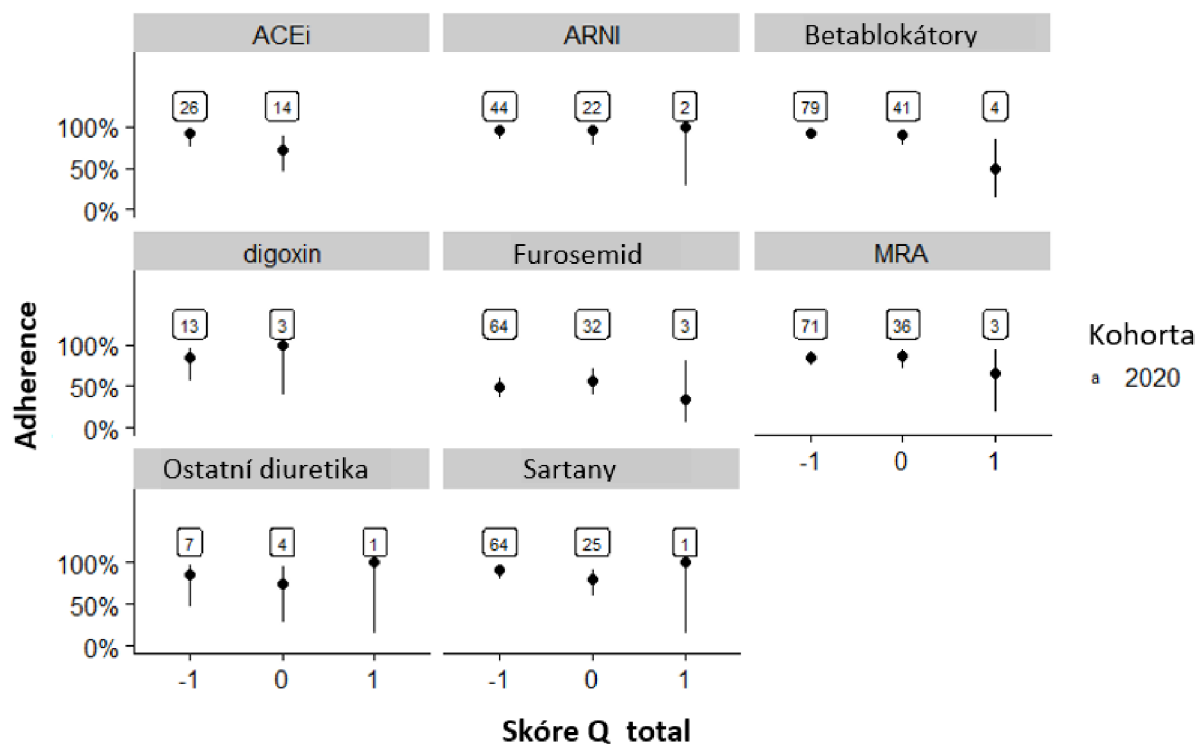 ACEi ARNI Betablokátory
26 14 44 22 2 79 41 4
100%
50%
0%
digoxin Furosemid MRA
13 3 64 32 3 71 36 3
100%
50%
0%
-1 0 1
Ostatní diuretika Sartany
7 4 1 64 25 1
100%
50%
0%
-1 0 1 -1 0 1
Adherence
Skóre Q total
Kohorta
a 2020